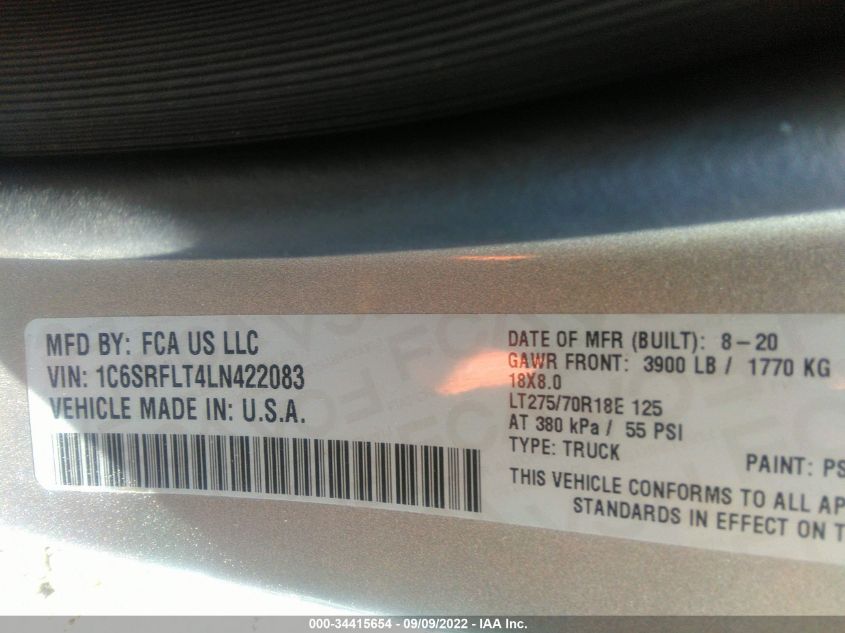 MFD BY: FCA US LLC
VIN: 1C6SRFLT4LN422083
VEHICLE MADE IN: U.S.A.
DATE OF MFR (BUILT): 8-20
GAWR FRONT: 3900 LB / 1770 KG
18X8.0
LT275/70R18E 125
AT 380 kPa / 55 PSI
TYPE: TRUCK
PAINT: PS
THIS VEHICLE CONFORMS TO ALL AP
STANDARDS IN EFFECT ON T
000-34415654 - 09/09/2022 - IAA Inc.